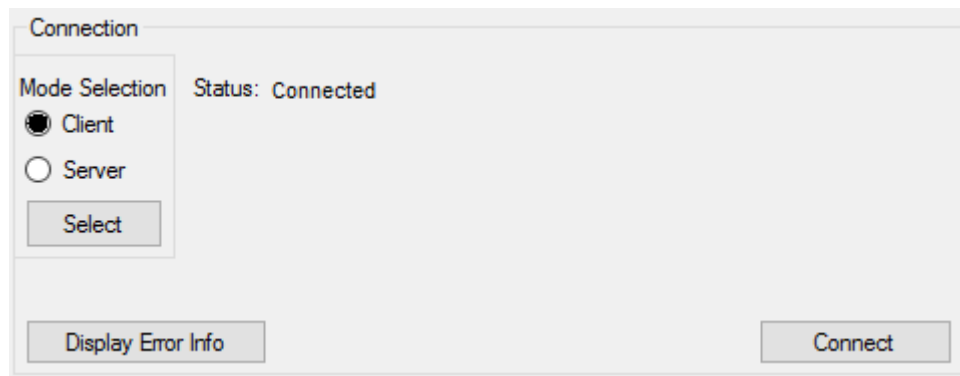 Connection
Mode Selection
Status: Connected
Client
Server
Select
Display Error Info
Connect